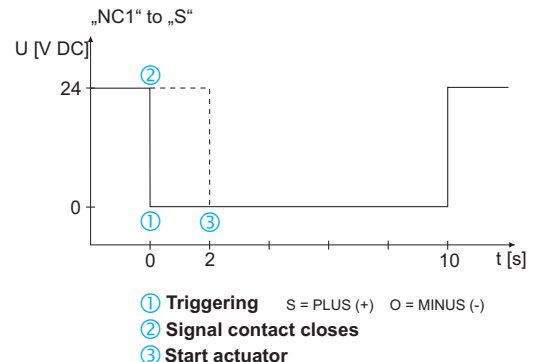 „NC1“ to „S“
U [V DC]
②
24
0
① ③
0 2 10 t [s]
① Triggering S = PLUS (+) O = MINUS (-)
② Signal contact closes
③ Start actuator